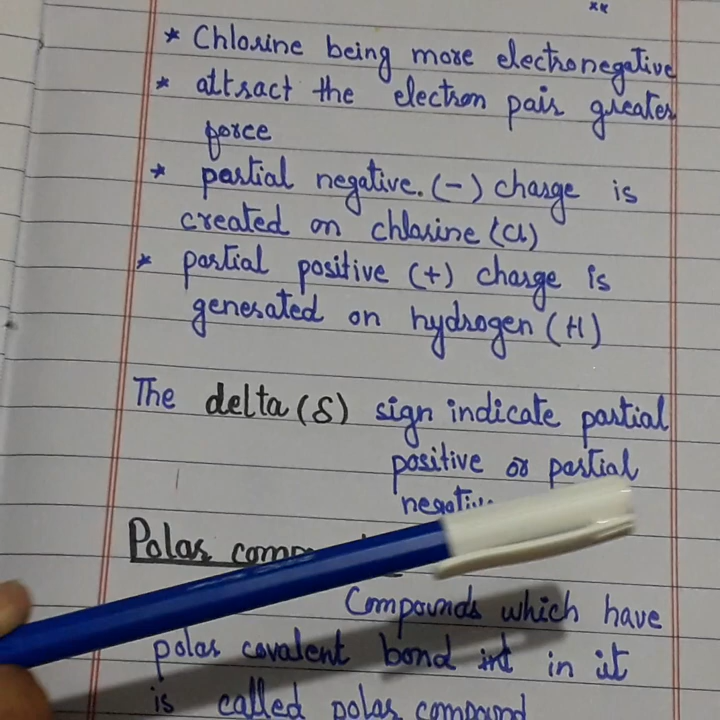 * Chlorine being more electronegative
* attract the electron pair greater
force
* partial negative. (-) charge is
created on chlorine (Cl)
* partial positive (+) charge is
generated on hydrogen (H)
The delta (δ) sign indicate partial
positive or partial
Polar
Compounds which have
polar covalent bond in it
is called polar compound